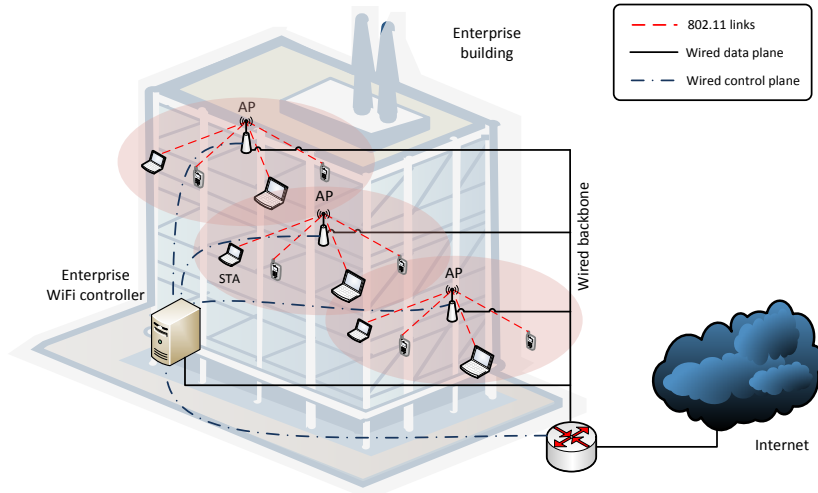 Enterprise
building
802.11 links
Wired data plane
Wired control plane
AP
AP
STA
AP
Wired backbone
Enterprise
WiFi controller
Internet